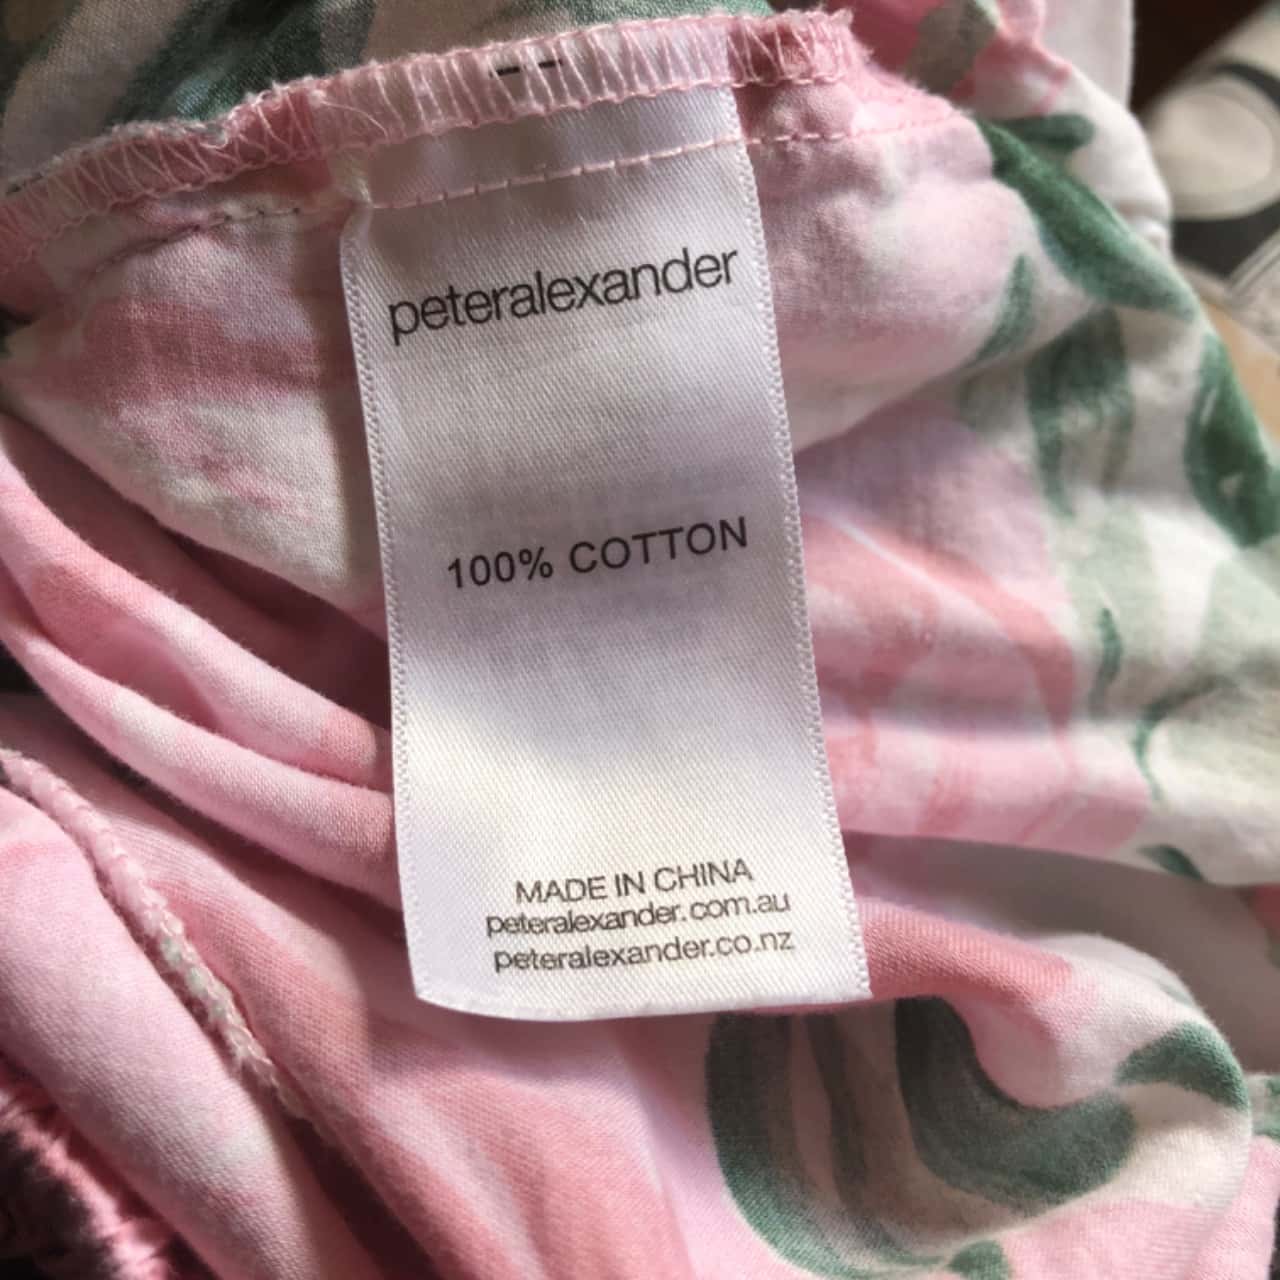 peteralexander
100% COTTON
MADE IN CHINA
peteralexander.com.au
peteralexander.co.nz